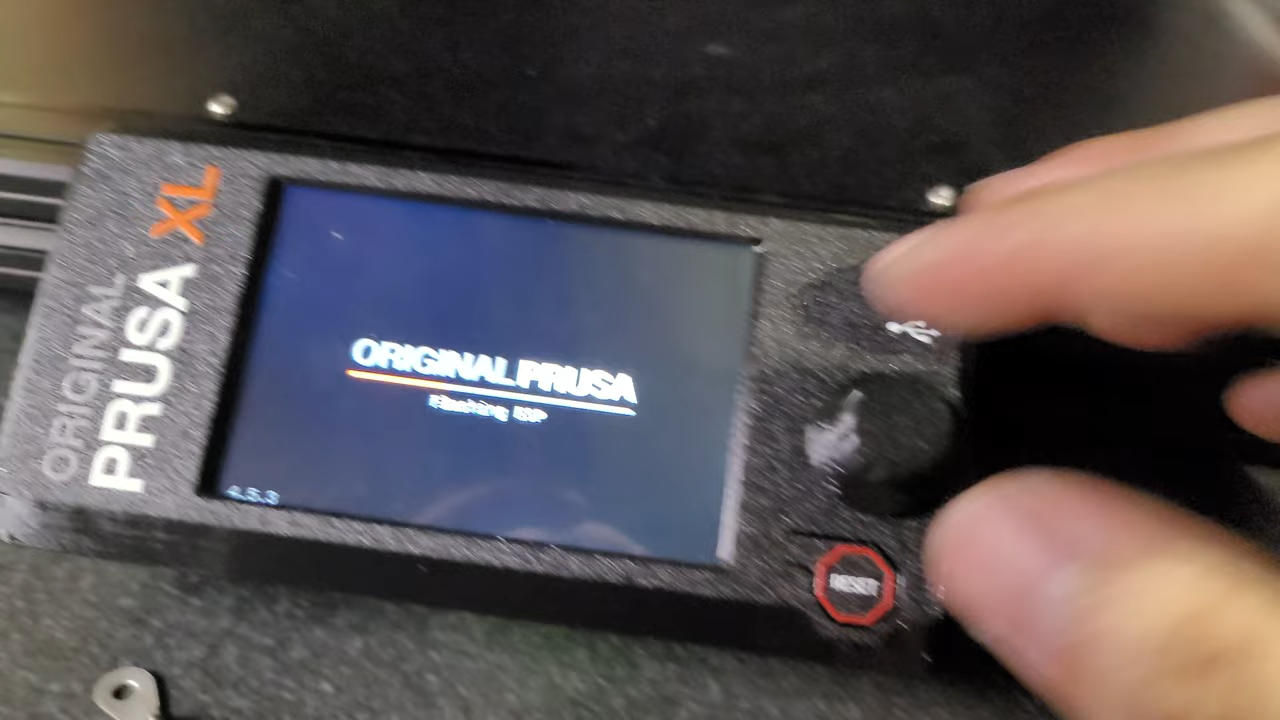 ORIGINAL
PRUSA XL
ORIGINAL PRUSA
Flashing ESP
4.5.3
RESET